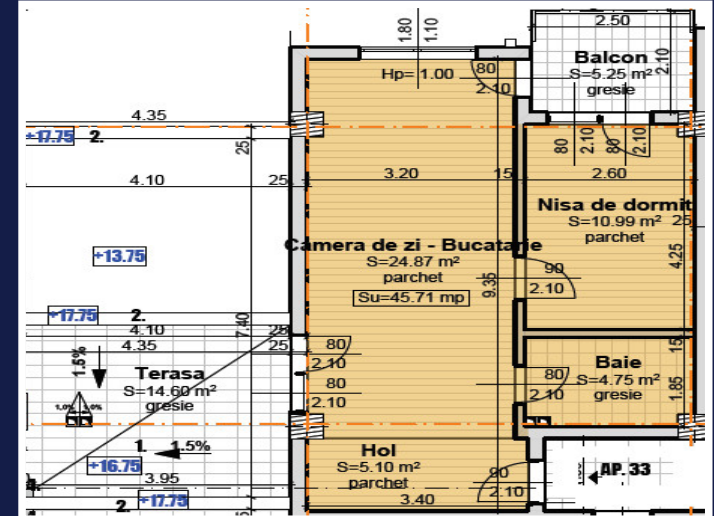 1.80
1.10
2.50
Balcon
S=5.25 m²
gresie
2.10
Hp= 1.00
80
2.10
4.35
+17.75
2.
25
80
2.10
80
2.10
4.10
25
3.20
15
2.60
Nisa de dormit
S=10.99 m²
parchet
25
Camera de zi - Bucatarie
S=24.87 m²
parchet
Su=45.71 mp
+13.75
4.25
9.35
90
2.10
+17.75
2.
4.10
7.40
25
4.35
25
80
2.10
15
Terasa
S=14.60 m²
gresie
1.5%
80
2.10
Baie
S=4.75 m²
gresie
80
2.10
1.85
1.0%
1.
1.5%
+16.75
Hol
S=5.10 m²
parchet
90
2.10
AP. 33
3.95
3.40
2.
+17.75